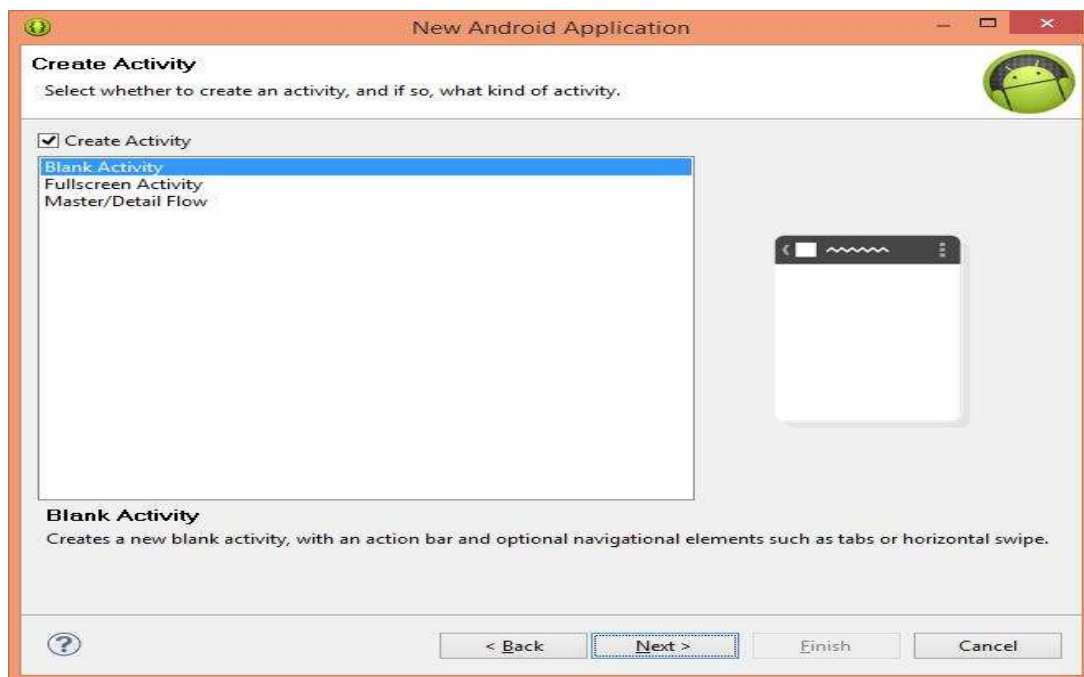 New Android Application
Create Activity
Select whether to create an activity, and if so, what kind of activity.
Create Activity
Blank Activity
Fullscreen Activity
Master/Detail Flow
Blank Activity
Creates a new blank activity, with an action bar and optional navigational elements such as tabs or horizontal swipe.
< Back Next > Finish Cancel